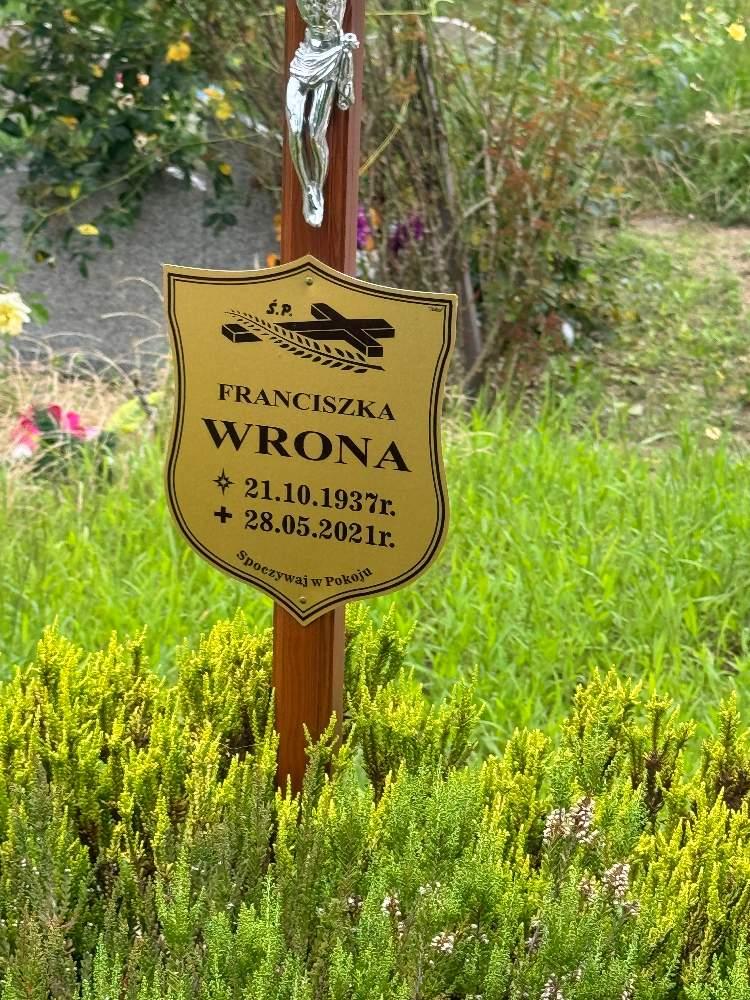 Ś.P.
FRANCISZKA
WRONA
21.10.1937r.
28.05.2021r.
Spoczywaj w Pokoju